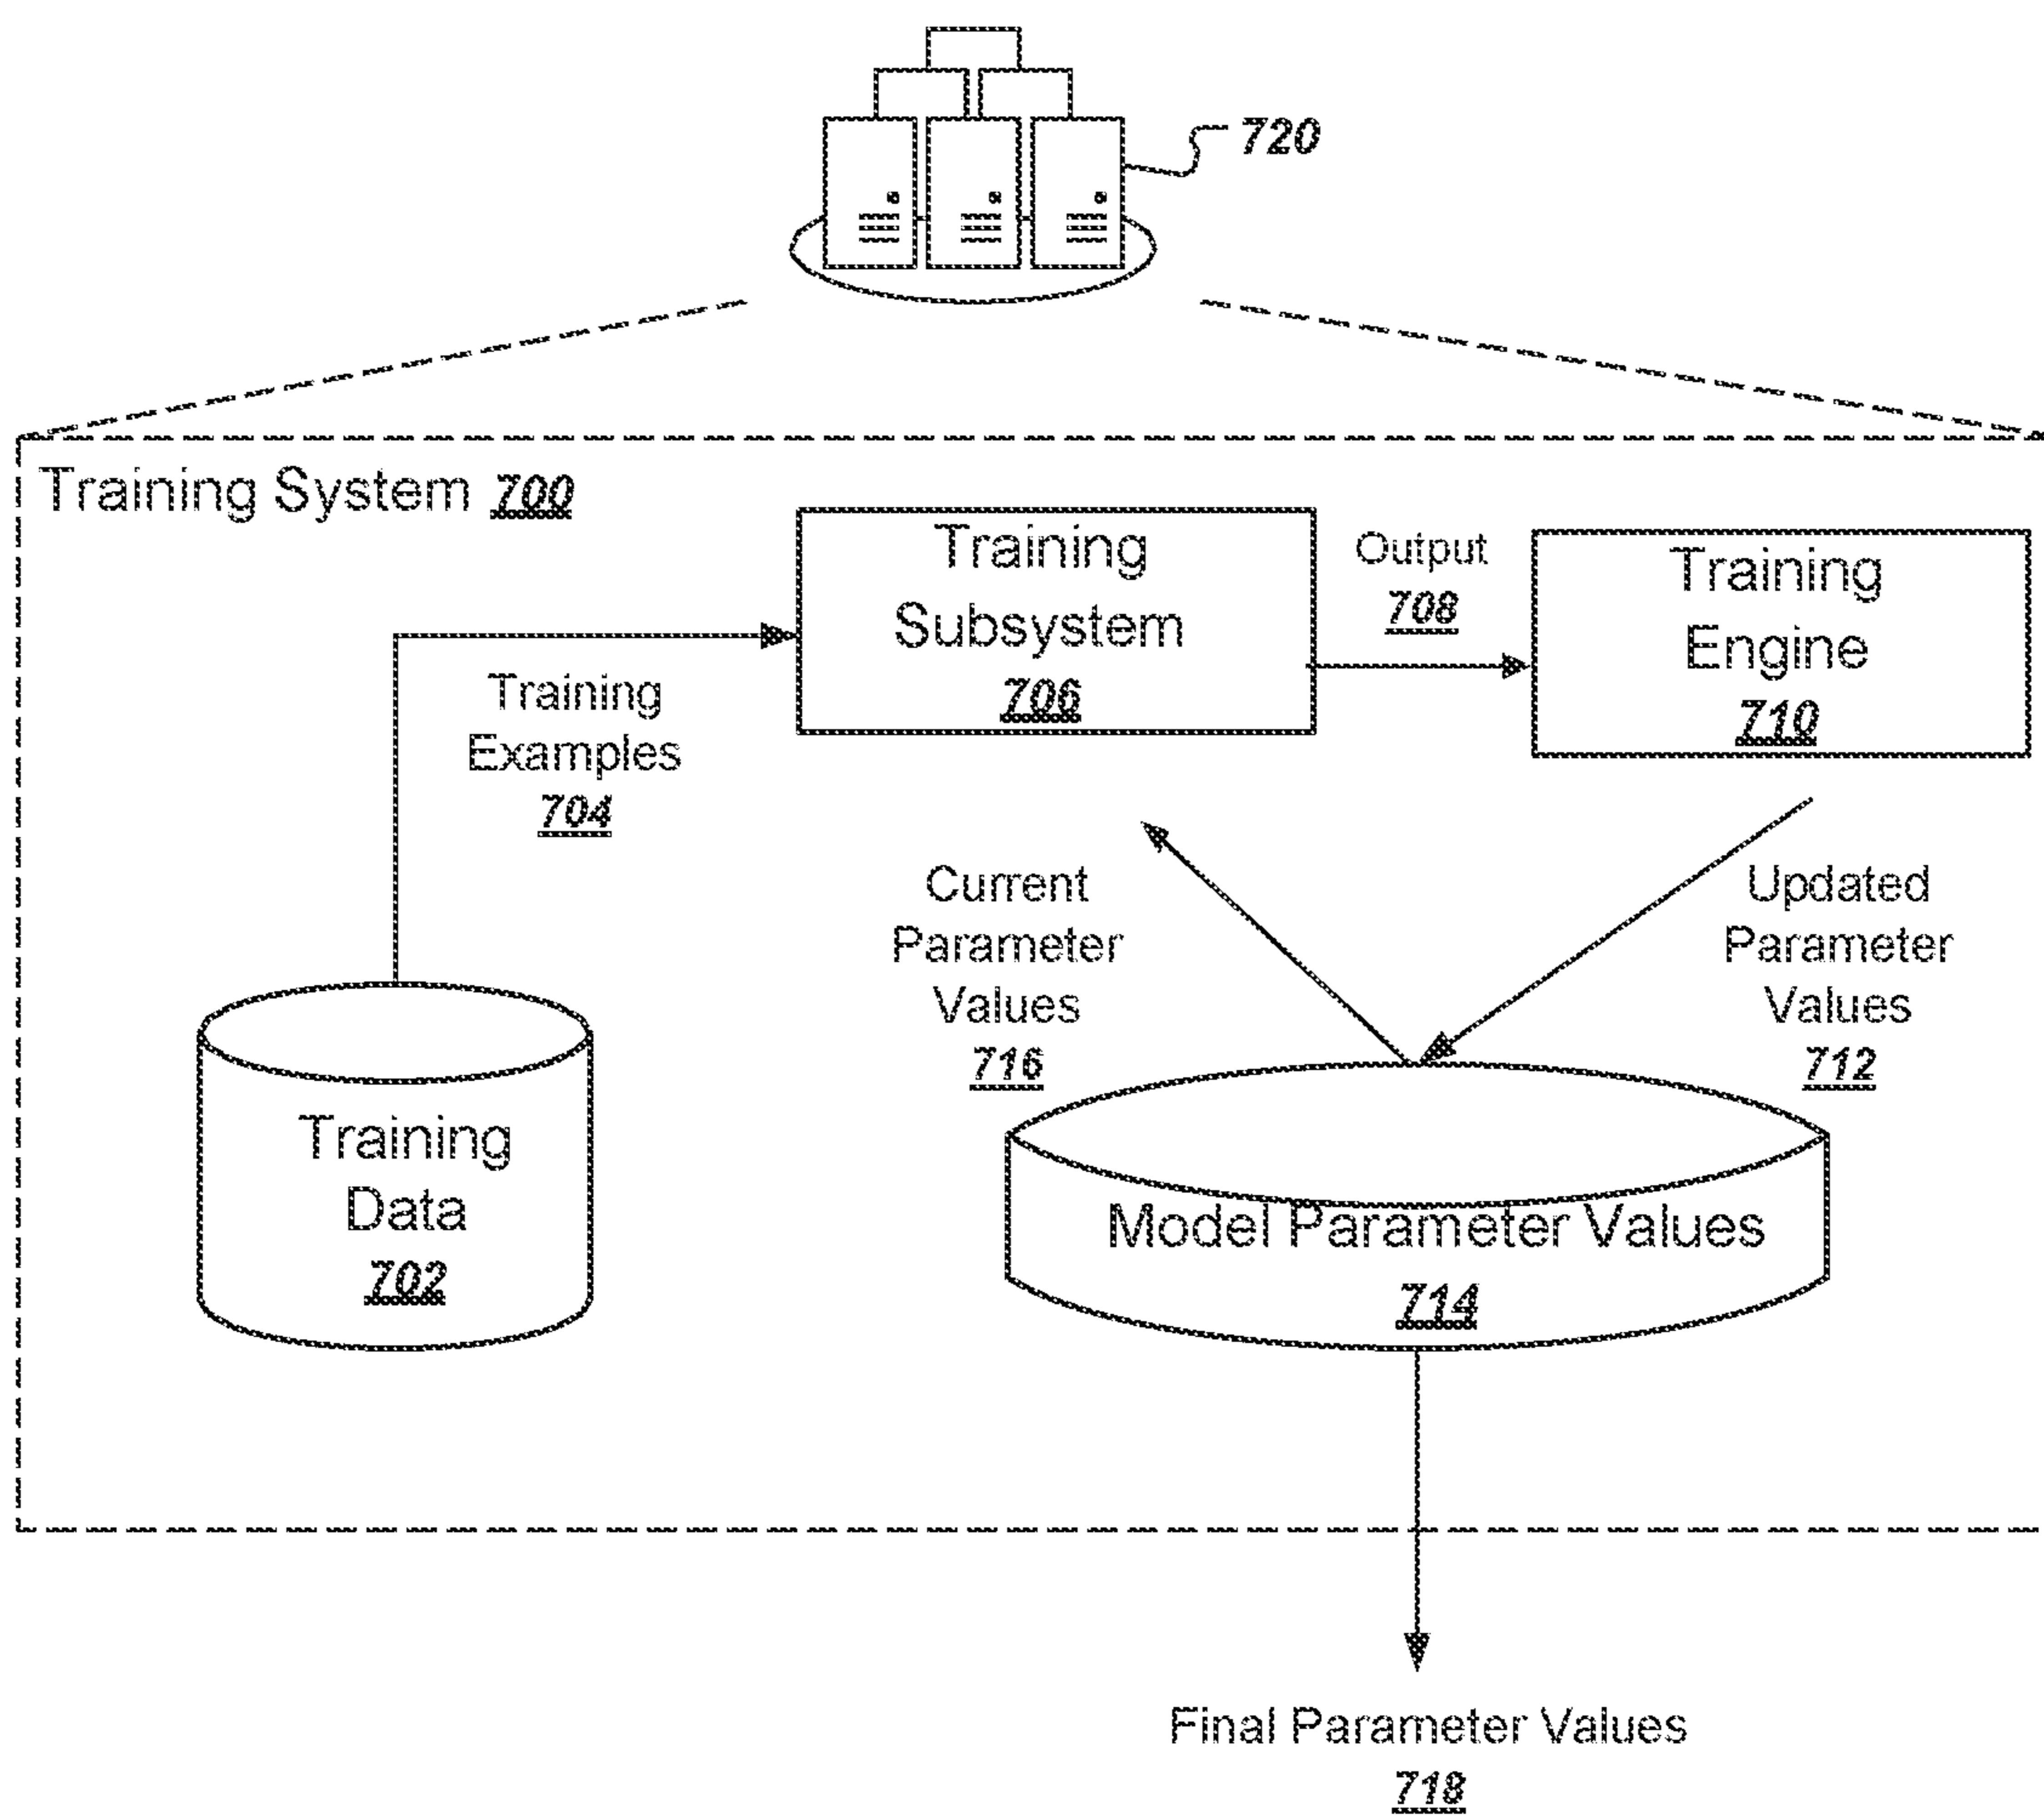 720
Training System 700
Training
Subsystem
706
Output
708
Training
Engine
710
Training
Examples
704
Current
Parameter
Values
716
Updated
Parameter
Values
712
Training
Data
702
Model Parameter Values
714
Final Parameter Values
718